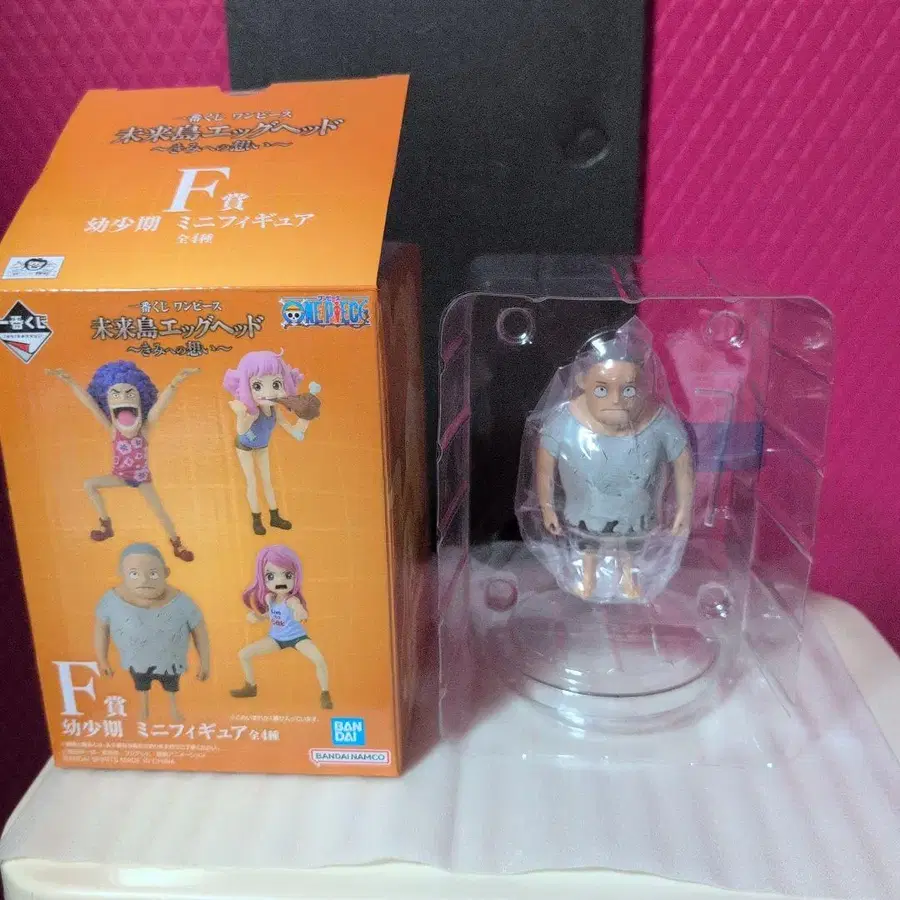 一番くじ ワンピース
未来島エッグヘッド
～きみへの想い～
F賞
幼少期 ミニフィギュア
全4種
一番くじ
一番くじ ワンピース
未来島エッグヘッド
～きみへの想い～
ONE PIECE
F賞
幼少期 ミニフィギュア 全4種
BAN
DAI
BANDAI NAMCO